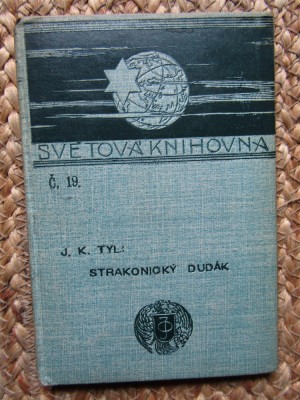 SVĚTOVÁ KNIHOVNA
Č. 19.
J. K. TYL:
STRAKONICKÝ DUDÁK